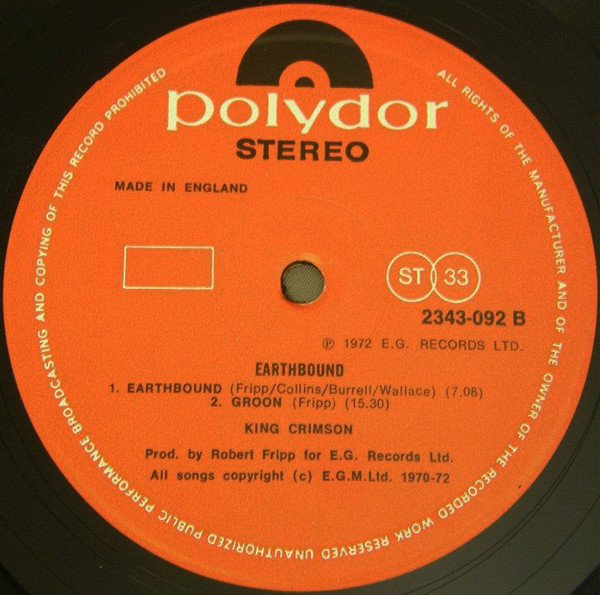 polydor
STEREO
MADE IN ENGLAND
ST 33
2343-092 B
℗ 1972 E.G. RECORDS LTD.
EARTHBOUND
1. EARTHBOUND (Fripp/Collins/Burrell/Wallace) (7.08)
2. GROON (Fripp) (15.30)
KING CRIMSON
Prod. by Robert Fripp for E.G. Records Ltd.
All songs copyright (c) E.G.M.Ltd. 1970-72
ALL RIGHTS OF THE MANUFACTURER AND OF THE OWNER OF THE RECORDED WORK RESERVED UNAUTHORIZED PUBLIC PERFORMANCE BROADCASTING AND COPYING OF THIS RECORD PROHIBITED